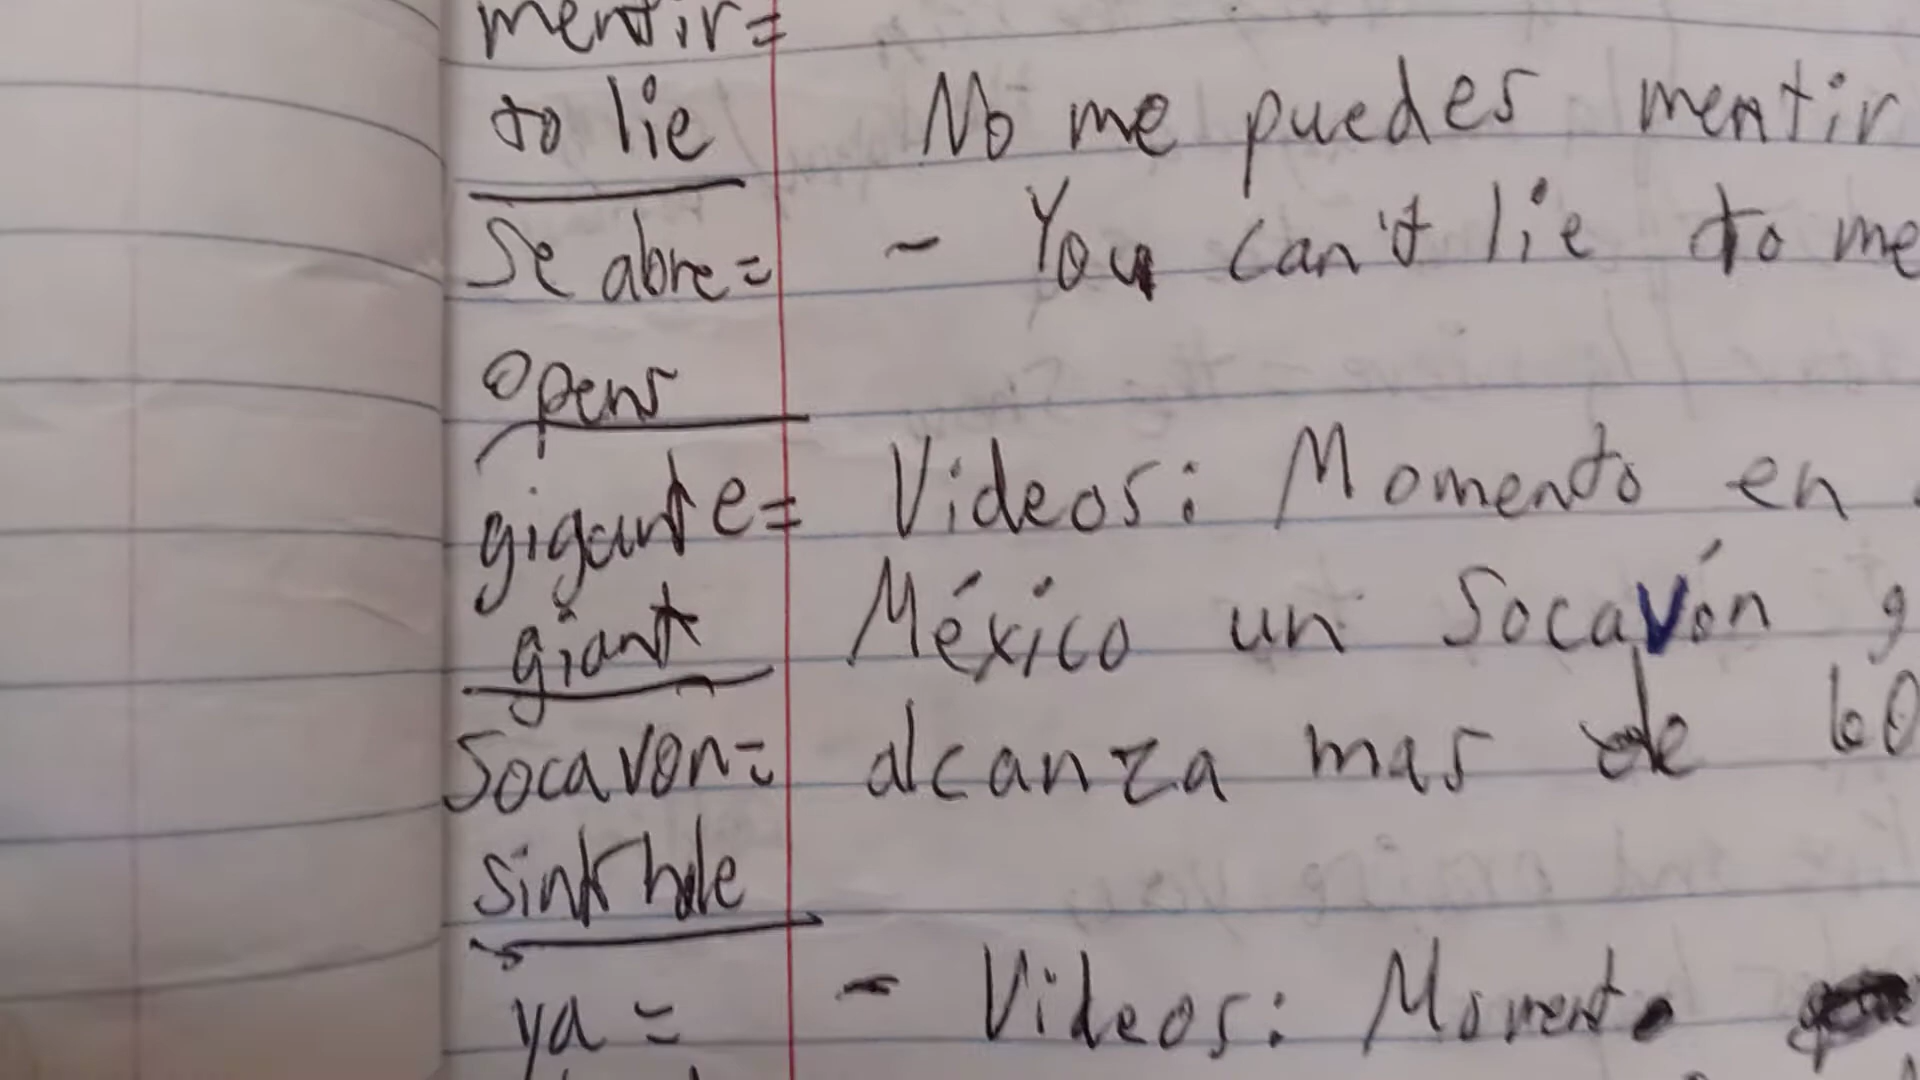 mentir=
to lie
No me puedes mentir
Se abre=
- You can't lie to me
opens
gigante=
Videos: Momento en
giant
México un Socavón g
Socavon=
alcanza mas de 60
sinkhole
ya =
- Videos: Momento